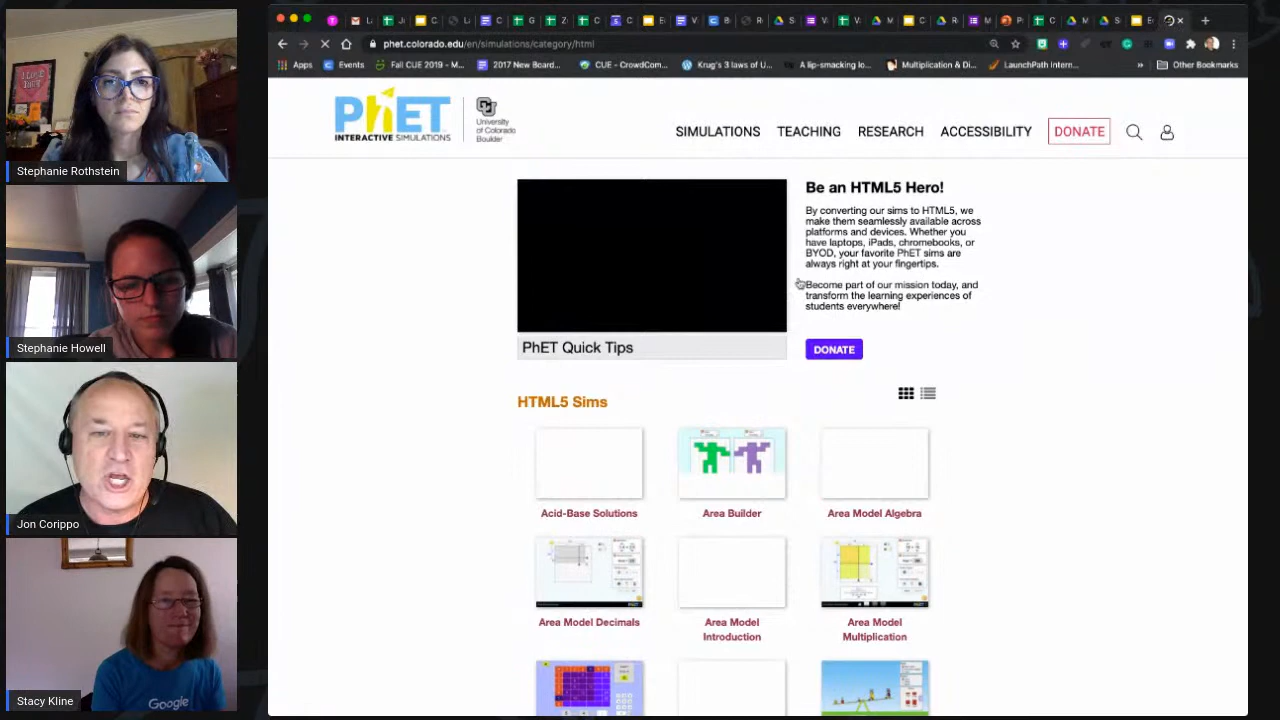 Stephanie Rothstein
Stephanie Howell
Jon Corippo
Google
Stacy Kline
phet.colorado.edu/en/simulations/category/html
Apps
Events
Fall CUE 2019 - M...
2017 New Board...
CUE - CrowdCom...
Krug's 3 laws of U...
A lip-smacking lo...
Multiplication & Di...
LaunchPath Intern...
»
Other Bookmarks
PhET
INTERACTIVE SIMULATIONS
University of Colorado Boulder
SIMULATIONS
TEACHING
RESEARCH
ACCESSIBILITY
DONATE
PhET Quick Tips
Be an HTML5 Hero!
By converting our sims to HTML5, we
make them seamlessly available across
platforms and devices. Whether you
have laptops, iPads, chromebooks, or
BYOD, your favorite PhET sims are
always right at your fingertips.
Become part of our mission today, and
transform the learning experiences of
students everywhere!
DONATE
HTML5 Sims
Acid-Base Solutions
Area Builder
Area Model Algebra
Area Model Decimals
Area Model
Introduction
Area Model
Multiplication